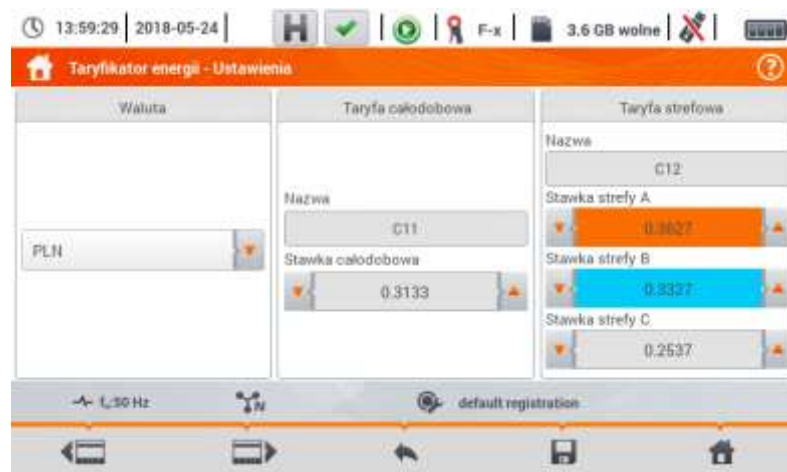 13:59:29 2018-05-24 H F-x 3.6 GB wolne
Taryfikator energii - Ustawienia ?
Waluta
PLN
Taryfa całodobowa
Nazwa
C11
Stawka całodobowa
0.3133
Taryfa strefowa
Nazwa
C12
Stawka strefy A
0.3627
Stawka strefy B
0.3327
Stawka strefy C
0.2537
fₙ:50 Hz N default registration